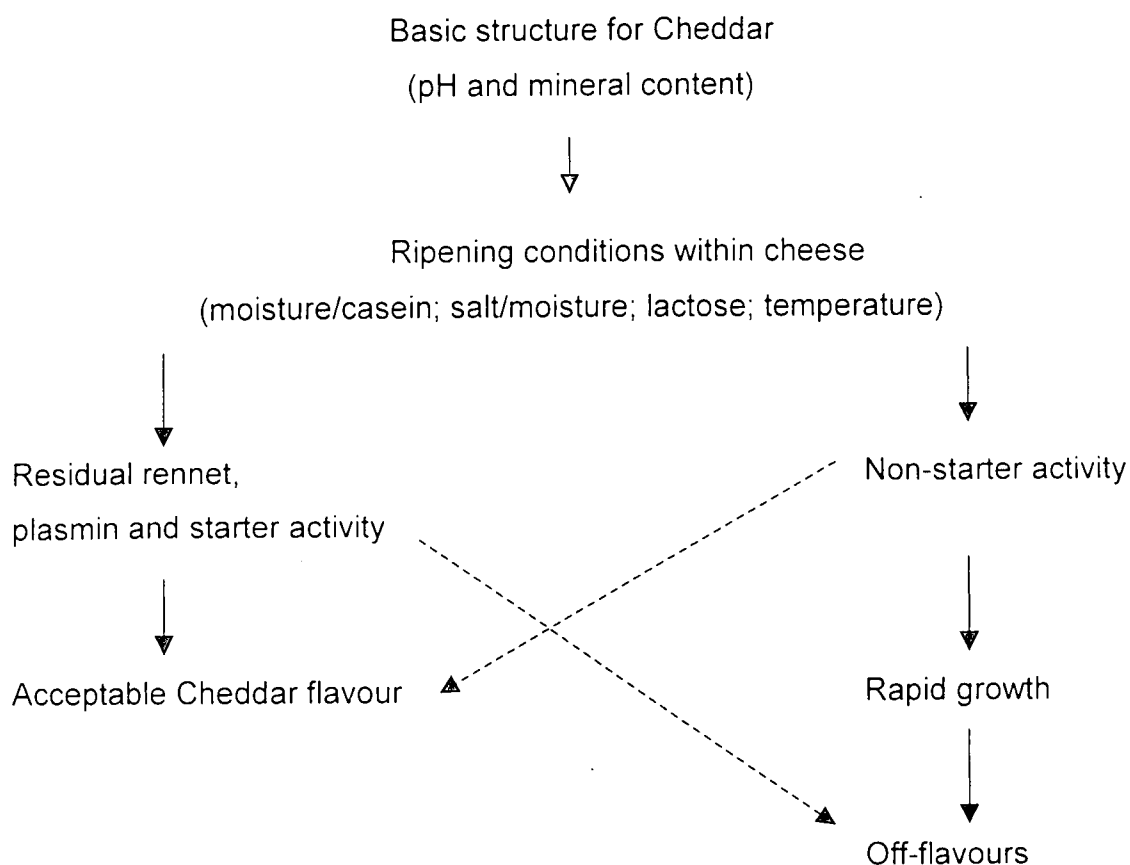 Basic structure for Cheddar
(pH and mineral content)
Ripening conditions within cheese
(moisture/casein; salt/moisture; lactose; temperature)
Residual rennet,
plasmin and starter activity
Non-starter activity
Acceptable Cheddar flavour
Rapid growth
Off-flavours